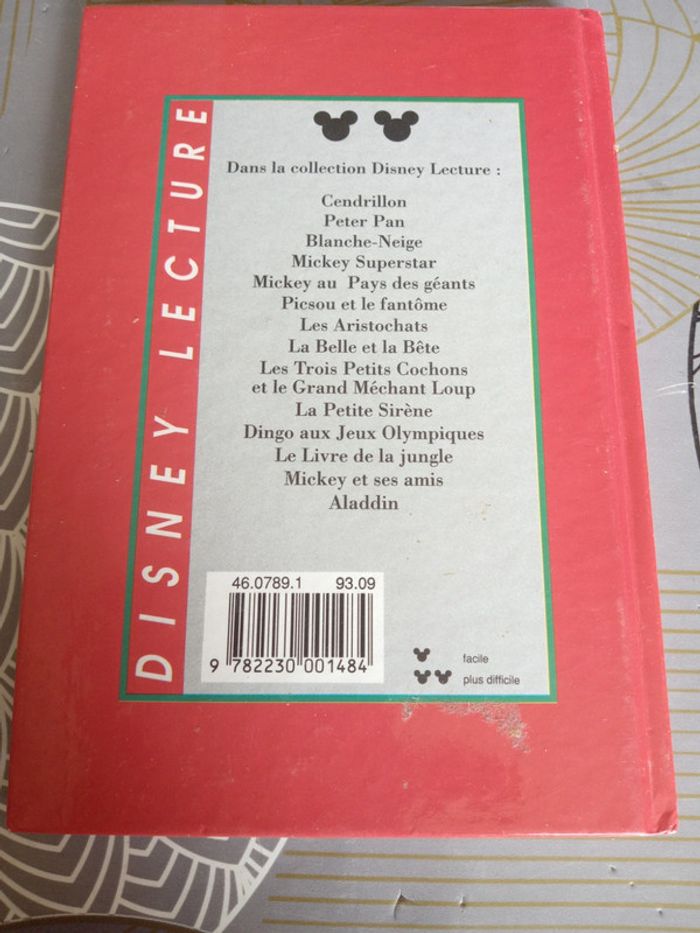 DISNEY LECTURE
Dans la collection Disney Lecture :
Cendrillon
Peter Pan
Blanche-Neige
Mickey Superstar
Mickey au Pays des géants
Picsou et le fantôme
Les Aristochats
La Belle et la Bête
Les Trois Petits Cochons
et le Grand Méchant Loup
La Petite Sirène
Dingo aux Jeux Olympiques
Le Livre de la jungle
Mickey et ses amis
Aladdin
46.0789.1 93.09
9 782230 001484
facile
plus difficile